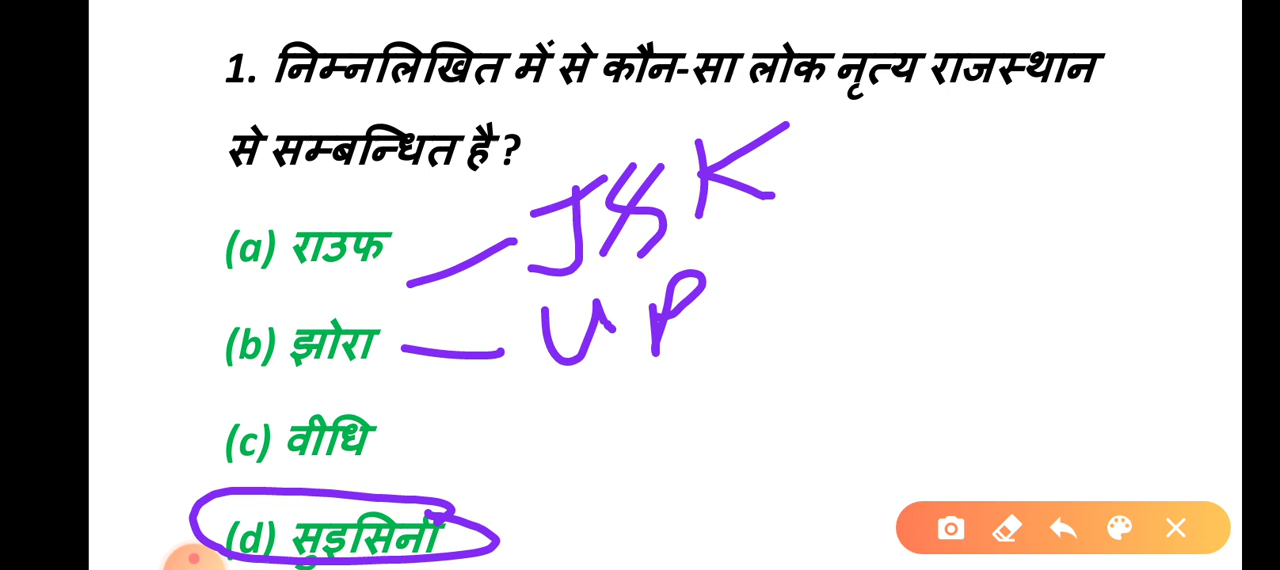 1. निम्नलिखित में से कौन-सा लोक नृत्य राजस्थान
से सम्बन्धित है?
(a) राउफ
J&K
(b) झोरा
UP
(c) वीधि
(d) सुइसिनी